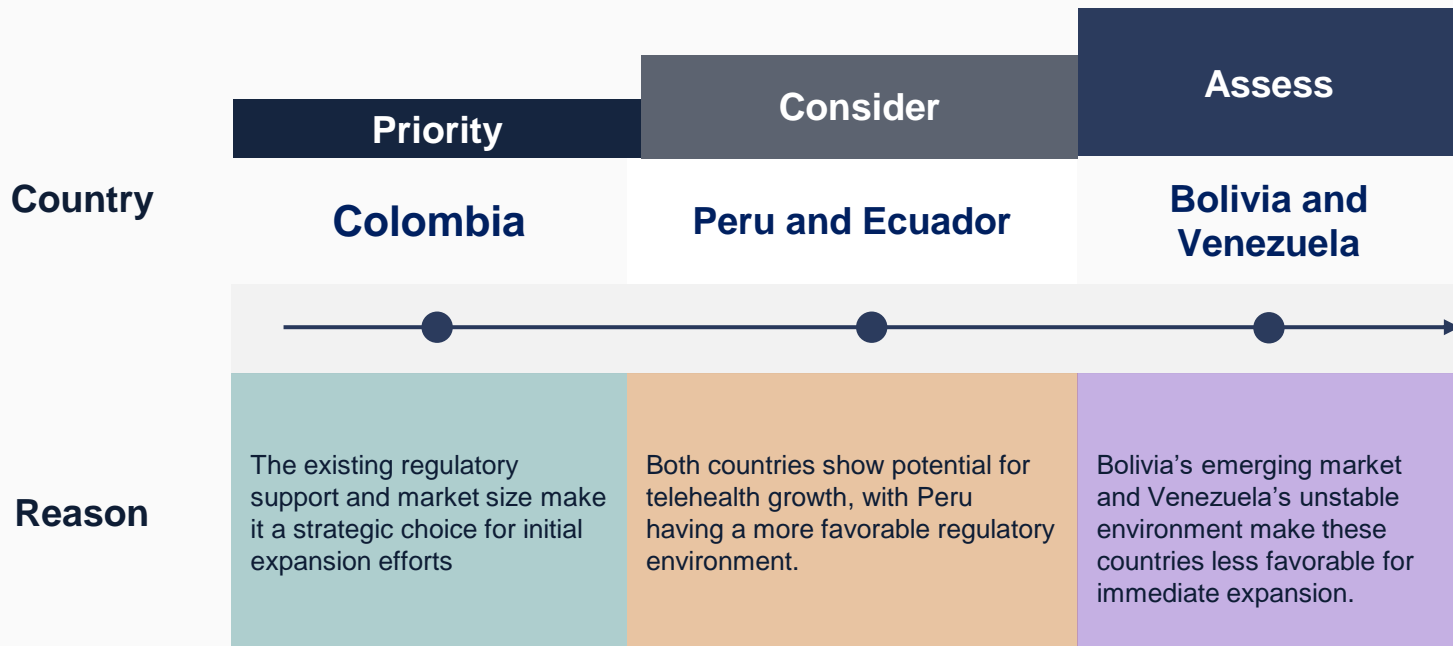 Priority
Consider
Assess
Country
Colombia
Peru and Ecuador
Bolivia and
Venezuela
Reason
The existing regulatory
support and market size make
it a strategic choice for initial
expansion efforts
Both countries show potential for
telehealth growth, with Peru
having a more favorable regulatory
environment.
Bolivia’s emerging market
and Venezuela’s unstable
environment make these
countries less favorable for
immediate expansion.